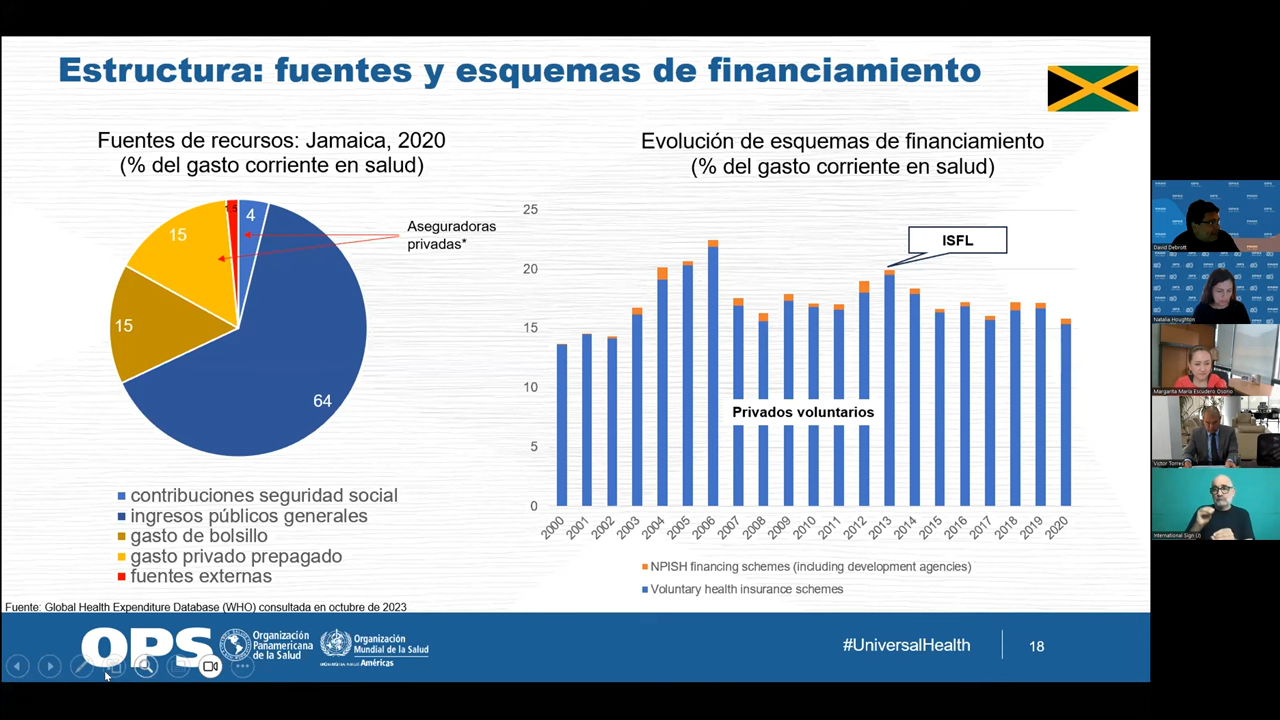 Estructura: fuentes y esquemas de financiamiento
Fuentes de recursos: Jamaica, 2020
(% del gasto corriente en salud)
1.5
4
15
15
64
Aseguradoras
privadas*
contribuciones seguridad social
ingresos públicos generales
gasto de bolsillo
gasto privado prepagado
fuentes externas
Evolución de esquemas de financiamiento
(% del gasto corriente en salud)
25
20
15
10
5
0
ISFL
Privados voluntarios
2000 2001 2002 2003 2004 2005 2006 2007 2008 2009 2010 2011 2012 2013 2014 2015 2016 2017 2018 2019 2020
NPISH financing schemes (including development agencies)
Voluntary health insurance schemes
Fuente: Global Health Expenditure Database (WHO) consultada en octubre de 2023
OPS
Organización
Panamericana
de la Salud
Organización
Mundial de la Salud
Américas
#UniversalHealth
18
David Debrott
Natalia Houghton
Margarita María Escudero Osorio
Victor Torres
International Sign (J)